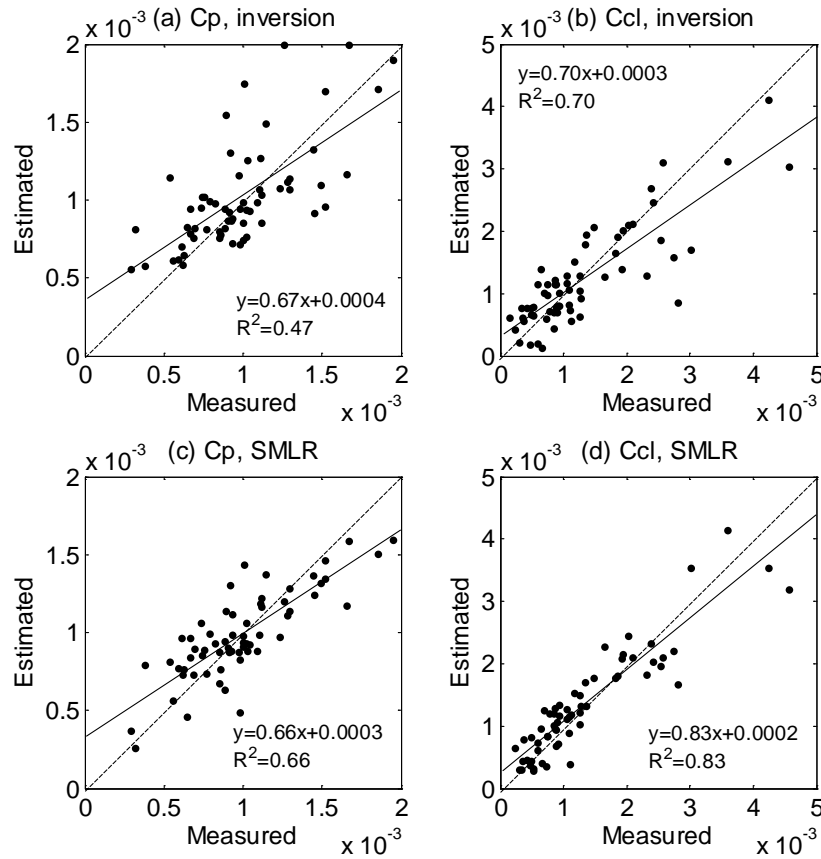 x 10⁻³ (a) Cp, inversion
2
1.5
1
0.5
0
Estimated
y=0.67x+0.0004
R²=0.47
0 0.5 1 1.5 2
Measured x 10⁻³
x 10⁻³ (b) Ccl, inversion
5
4
3
2
1
0
Estimated
y=0.70x+0.0003
R²=0.70
0 1 2 3 4 5
Measured x 10⁻³
x 10⁻³ (c) Cp, SMLR
2
1.5
1
0.5
0
Estimated
y=0.66x+0.0003
R²=0.66
0 0.5 1 1.5 2
Measured x 10⁻³
x 10⁻³ (d) Ccl, SMLR
5
4
3
2
1
0
Estimated
y=0.83x+0.0002
R²=0.83
0 1 2 3 4 5
Measured x 10⁻³